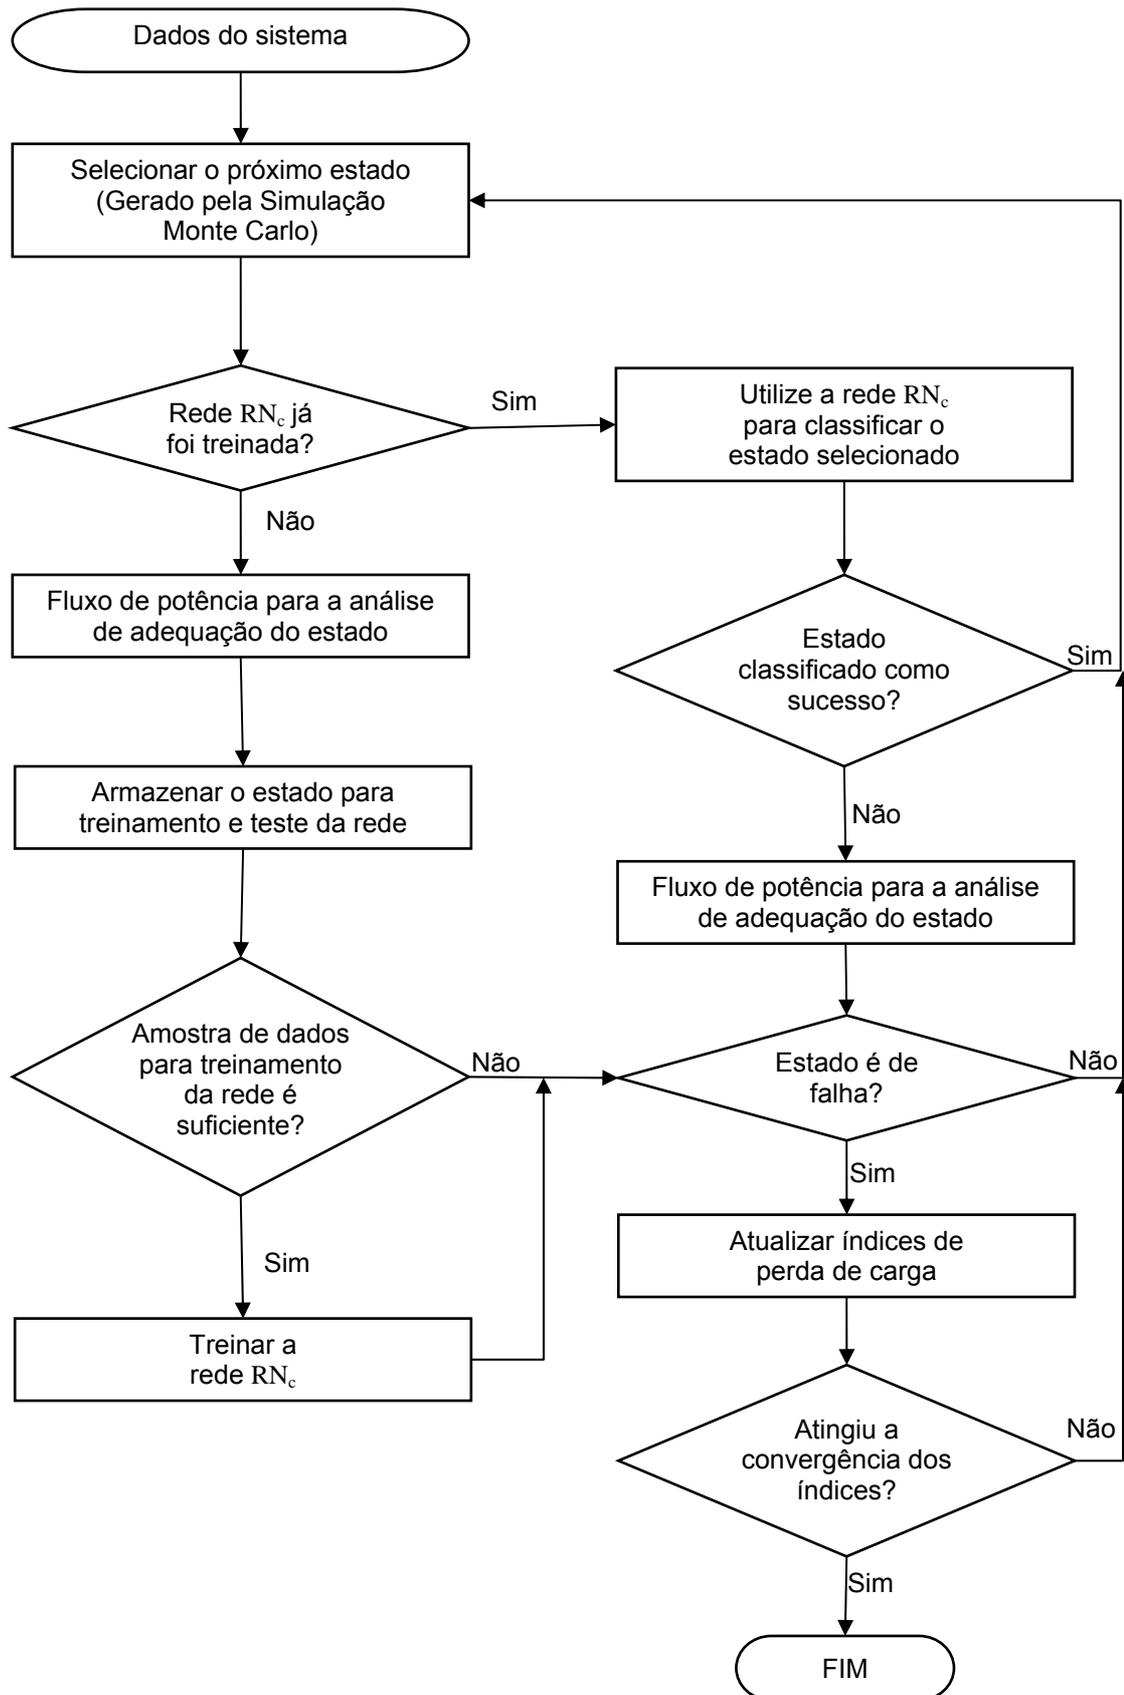 Dados do sistema
Selecionar o próximo estado
(Gerado pela Simulação
Monte Carlo)
Rede RNc já
foi treinada?
Sim
Utilize a rede RNc
para classificar o
estado selecionado
Não
Fluxo de potência para a análise
de adequação do estado
Estado
classificado como
sucesso?
Sim
Armazenar o estado para
treinamento e teste da rede
Não
Fluxo de potência para a análise
de adequação do estado
Amostra de dados
para treinamento
da rede é
suficiente?
Não
Estado é de
falha?
Não
Sim
Sim
Atualizar índices de
perda de carga
Treinar a
rede RNc
Atingiu a
convergência dos
índices?
Não
Sim
FIM